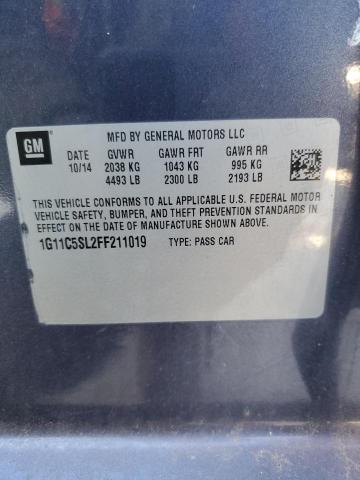 GM
MFD BY GENERAL MOTORS LLC
DATE GVWR GAWR FRT GAWR RR
10/14 2038 KG 1043 KG 995 KG
4493 LB 2300 LB 2193 LB
THIS VEHICLE CONFORMS TO ALL APPLICABLE U.S. FEDERAL MOTOR
VEHICLE SAFETY, BUMPER, AND THEFT PREVENTION STANDARDS IN
EFFECT ON THE DATE OF MANUFACTURE SHOWN ABOVE.
1G11C5SL2FF211019 TYPE: PASS CAR